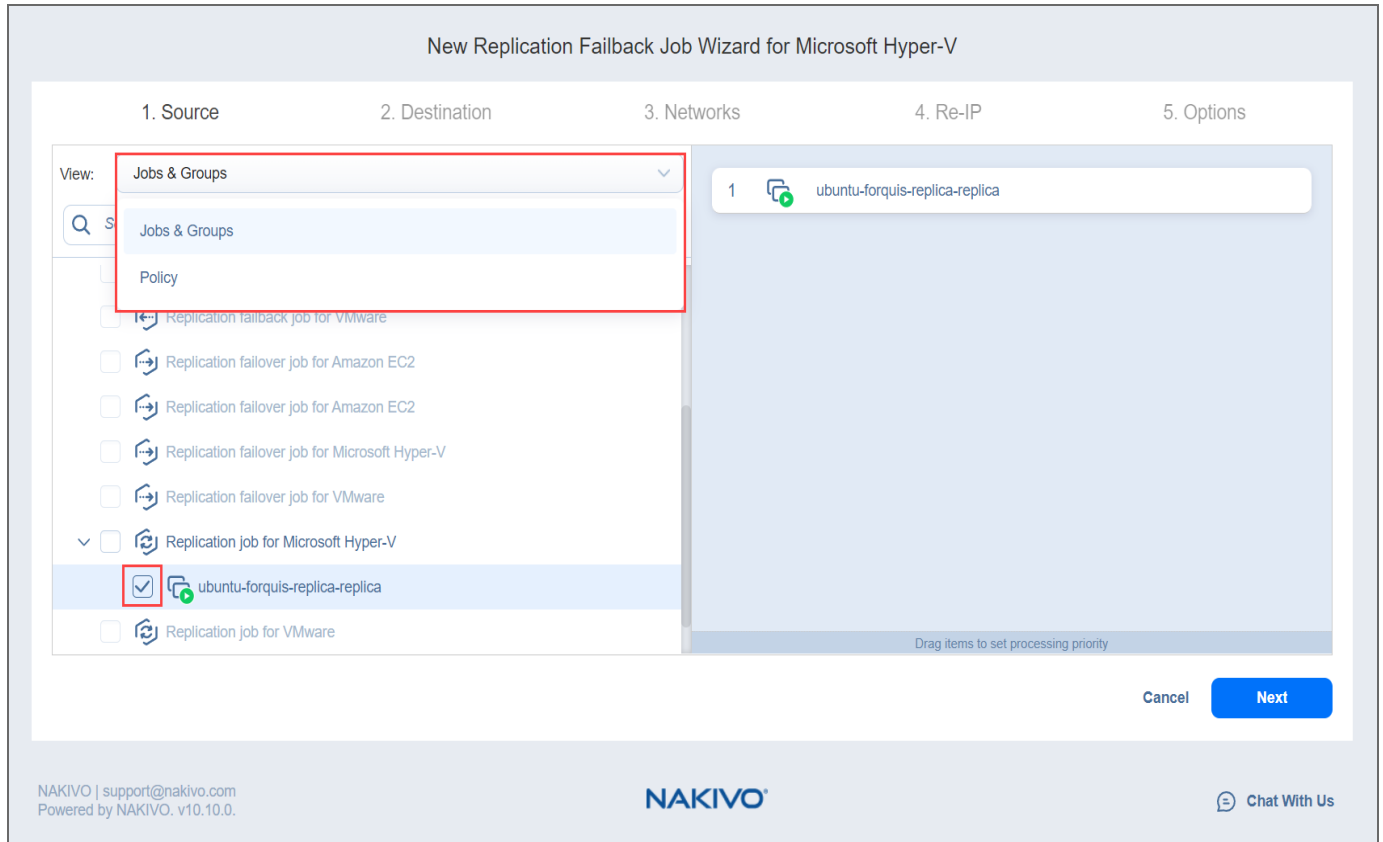 New Replication Failback Job Wizard for Microsoft Hyper-V
1. Source
2. Destination
3. Networks
4. Re-IP
5. Options
View:
Jobs & Groups
Jobs & Groups
Policy
Replication failback job for VMware
Replication failover job for Amazon EC2
Replication failover job for Amazon EC2
Replication failover job for Microsoft Hyper-V
Replication failover job for VMware
Replication job for Microsoft Hyper-V
ubuntu-forquis-replica-replica
Replication job for VMware
1 ubuntu-forquis-replica-replica
Drag items to set processing priority
Cancel
Next
NAKIVO | support@nakivo.com
Powered by NAKIVO. v10.10.0.
NAKIVO®
Chat With Us